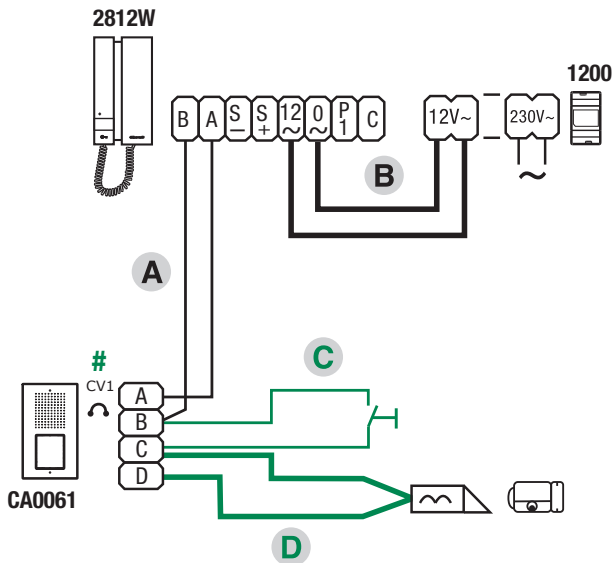 2812W
1200
B A S − S + 12 ~ 0 ~ P 1 C
12V~
230V~
~
B
A
#
CV1
C
A
B
C
D
CA0061
D